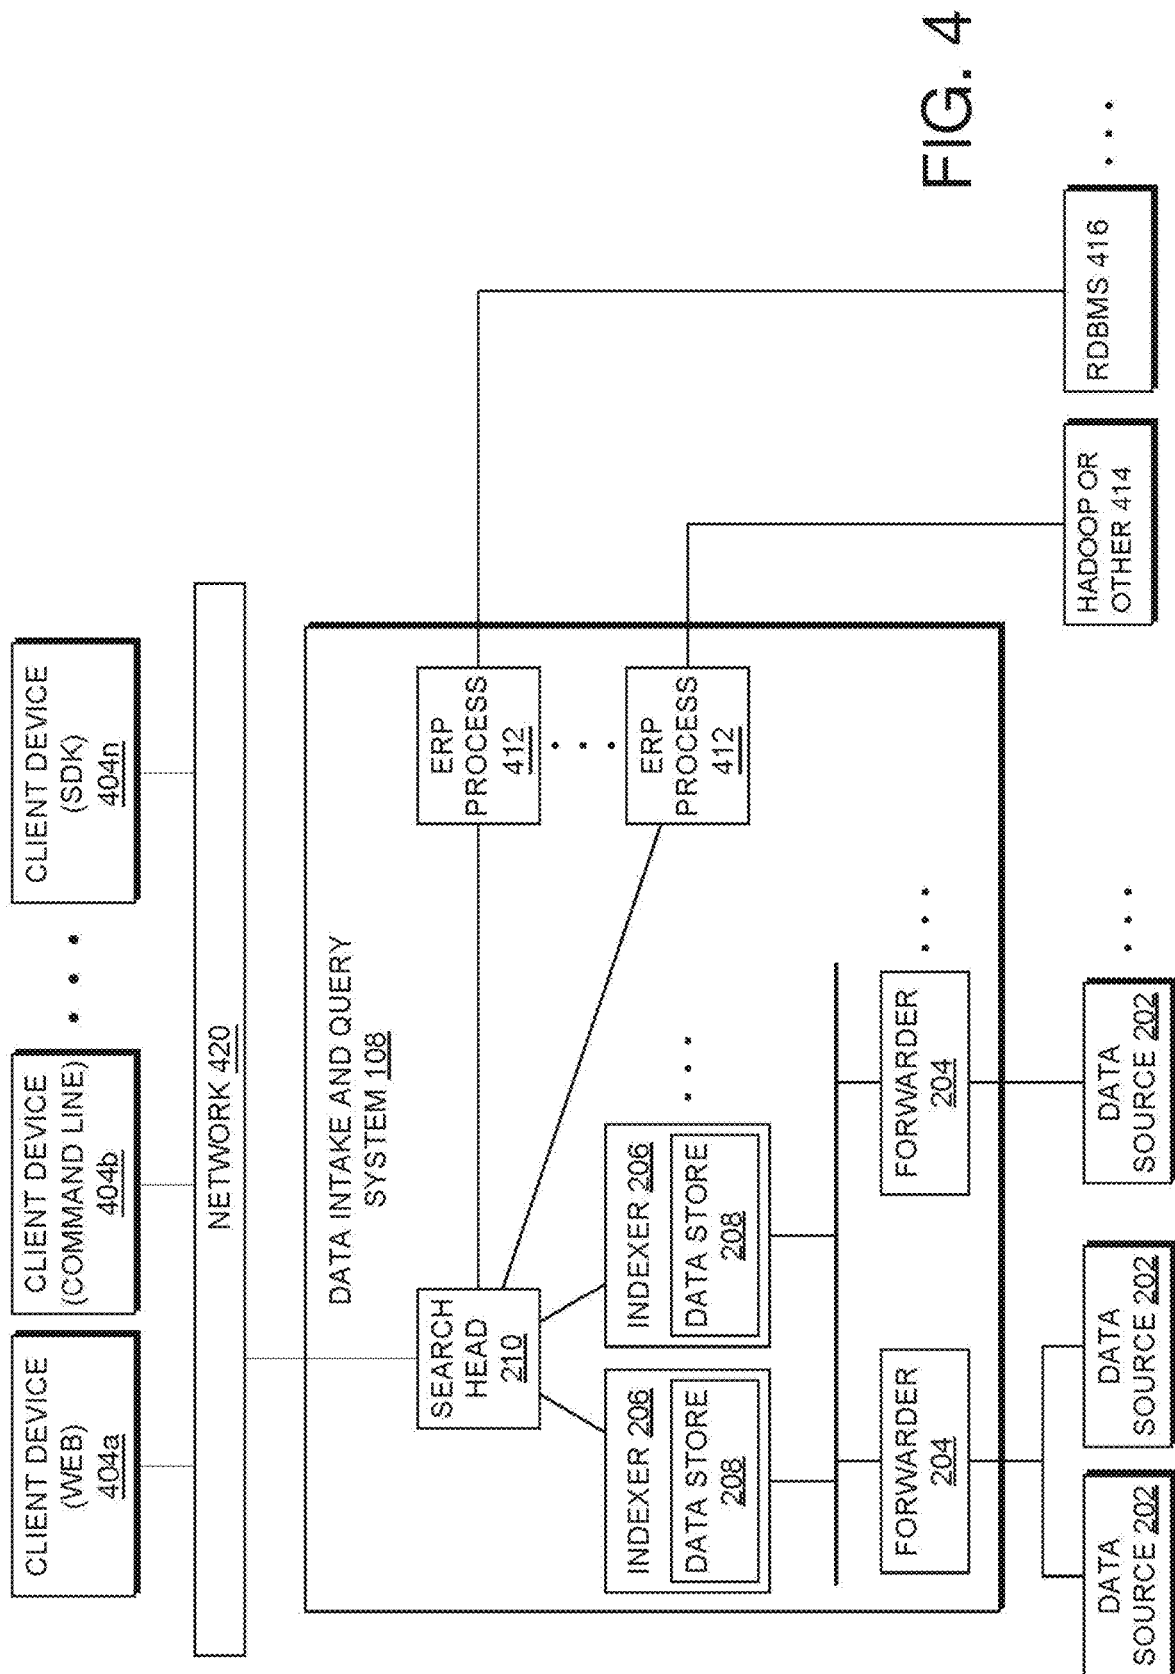 CLIENT DEVICE
(WEB)
404a
CLIENT DEVICE
(COMMAND LINE)
404b
CLIENT DEVICE
(SDK)
404n
NETWORK 420
DATA INTAKE AND QUERY
SYSTEM 108
SEARCH
HEAD
210
ERP
PROCESS
412
ERP
PROCESS
412
INDEXER 206
DATA STORE
208
INDEXER 206
DATA STORE
208
FORWARDER
204
FORWARDER
204
DATA
SOURCE 202
DATA
SOURCE 202
DATA
SOURCE 202
HADOOP OR
OTHER 414
RDBMS 416
FIG. 4